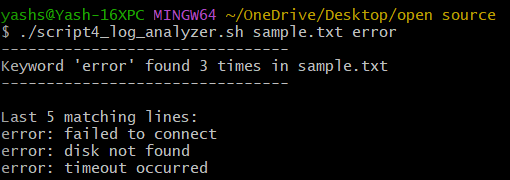 yashs@Yash-16XPC MINGW64 ~/OneDrive/Desktop/open source
$ ./script4_log_analyzer.sh sample.txt error
--------------------------------
Keyword 'error' found 3 times in sample.txt
--------------------------------
Last 5 matching lines:
error: failed to connect
error: disk not found
error: timeout occurred